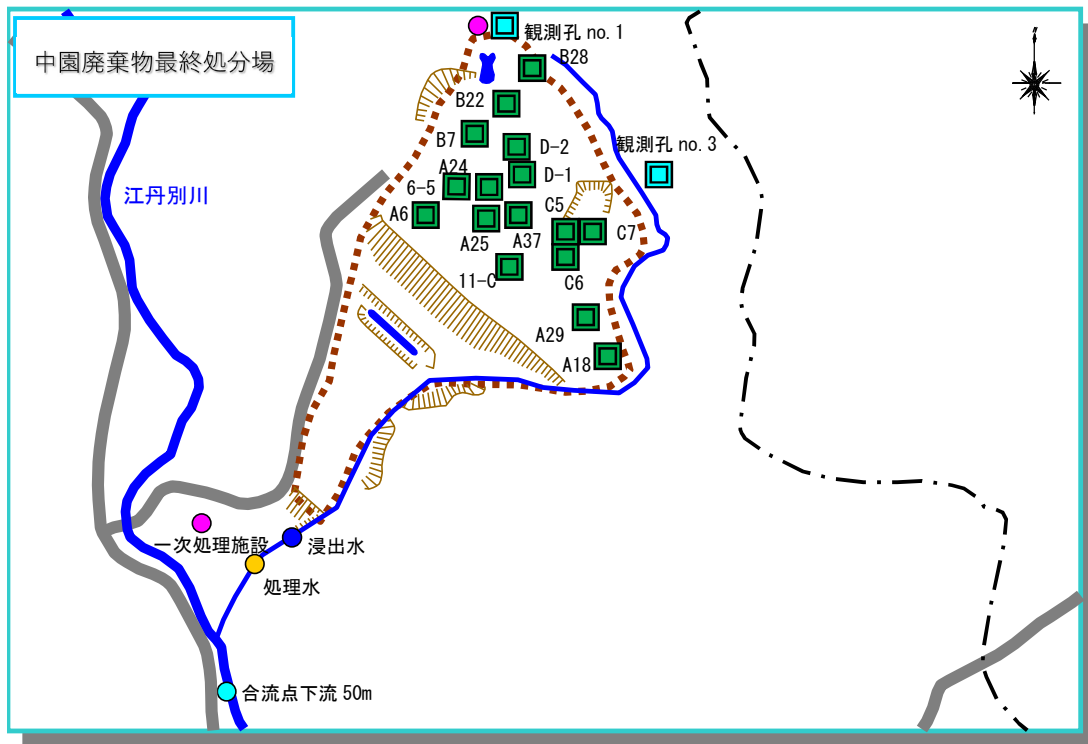 中園廃棄物最終処分場
観測孔 no. 1
B28
B22
B7
D-2
観測孔 no. 3
A24
D-1
6-5
江丹別川
A6
C5
A25
A37
C7
11-C
C6
A29
A18
一次処理施設
浸出水
処理水
合流点下流 50m